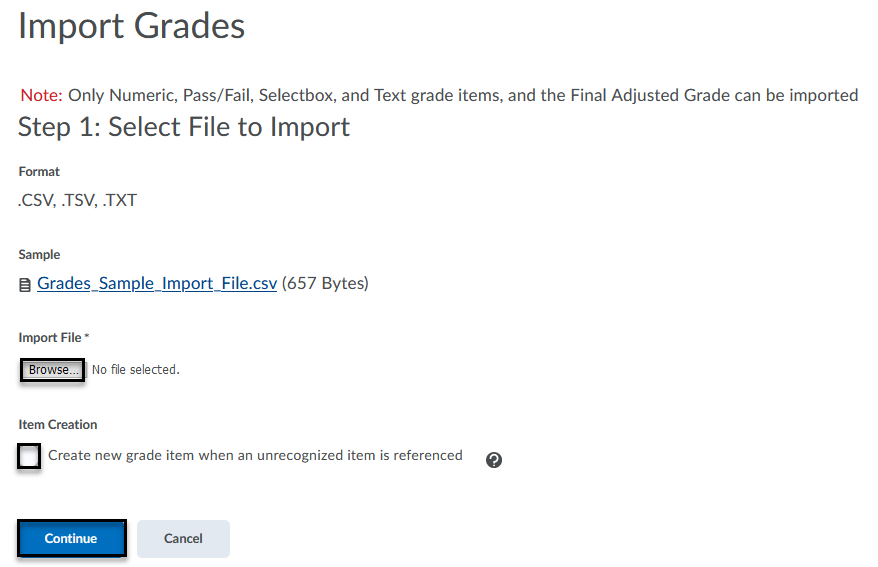 Import Grades
Note: Only Numeric, Pass/Fail, Selectbox, and Text grade items, and the Final Adjusted Grade can be imported
Step 1: Select File to Import
Format
.CSV, .TSV, .TXT
Sample
Grades_Sample_Import_File.csv (657 Bytes)
Import File *
Browse... No file selected.
Item Creation
Create new grade item when an unrecognized item is referenced ?
Continue Cancel